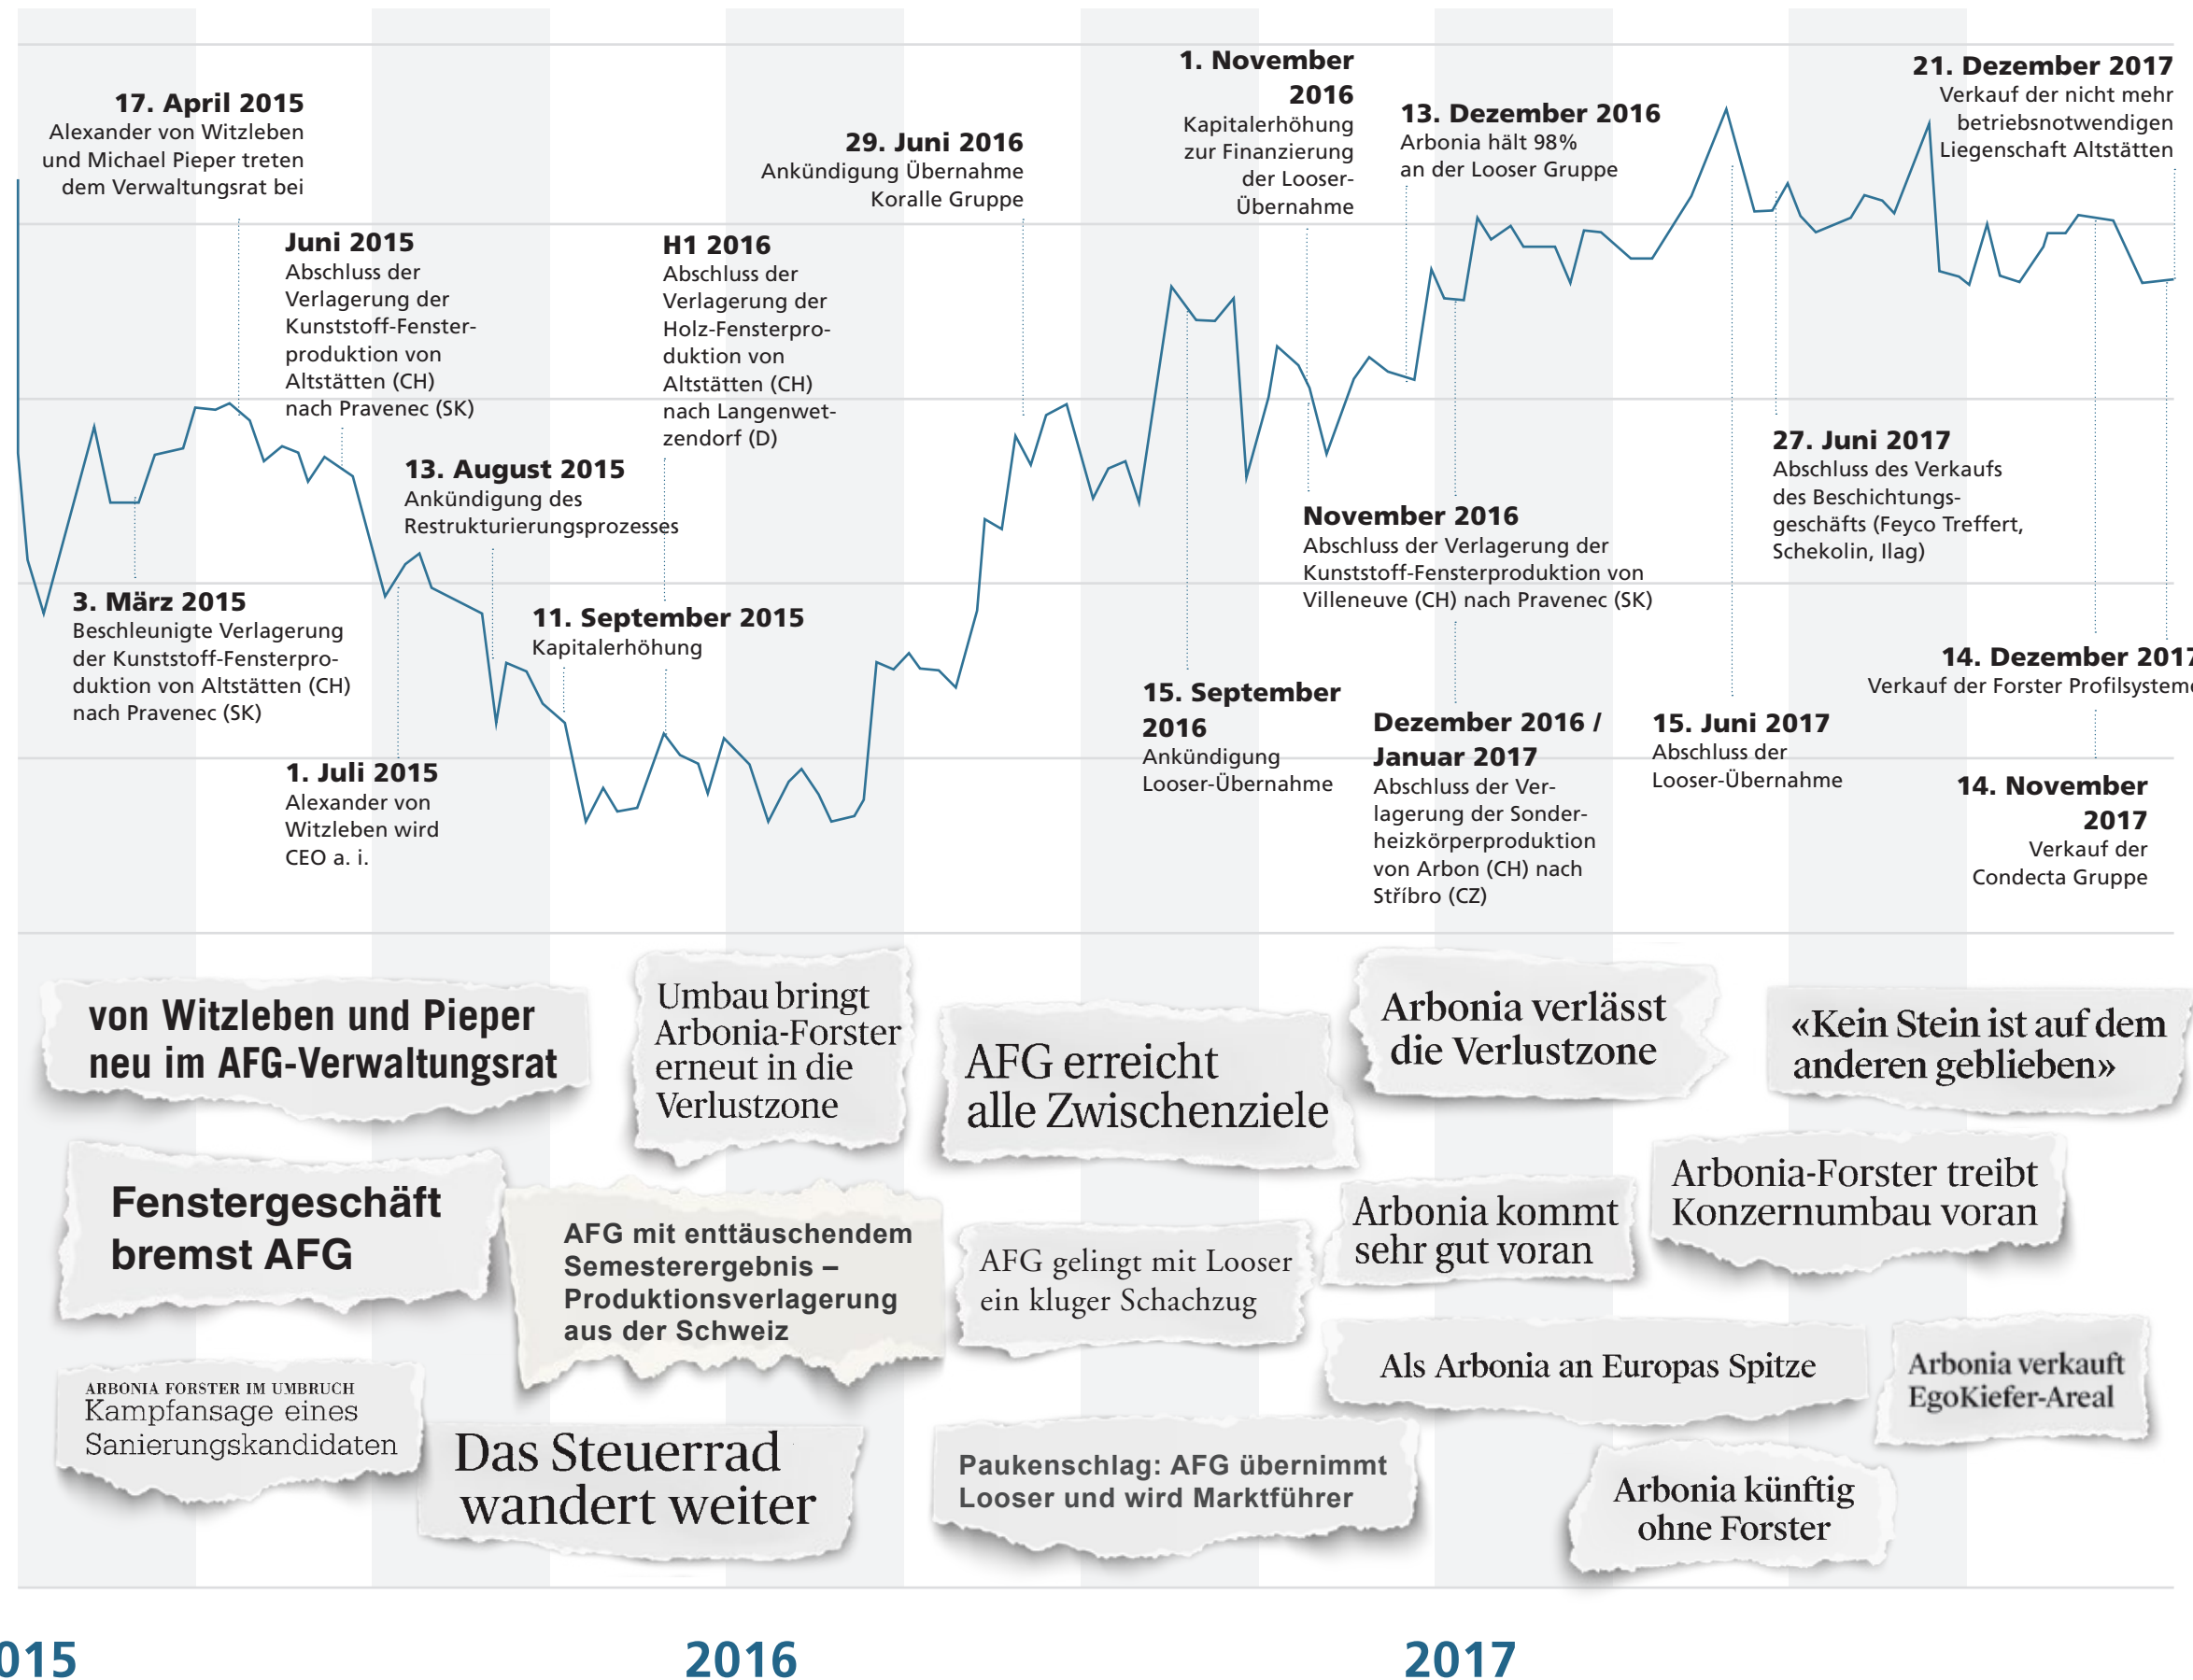 17. April 2015
Alexander von Witzleben
und Michael Pieper treten
dem Verwaltungsrat bei
Juni 2015
Abschluss der
Verlagerung der
Kunststoff-Fenster-
produktion von
Altstätten (CH)
nach Pravenec (SK)
13. August 2015
Ankündigung des
Restrukturierungsprozesses
3. März 2015
Beschleunigte Verlagerung
der Kunststoff-Fensterpro-
duktion von Altstätten (CH)
nach Pravenec (SK)
1. Juli 2015
Alexander von
Witzleben wird
CEO a. i.
11. September 2015
Kapitalerhöhung
H1 2016
Abschluss der
Verlagerung der
Holz-Fensterpro-
duktion von
Altstätten (CH)
nach Langenwet-
zendorf (D)
29. Juni 2016
Ankündigung Übernahme
Koralle Gruppe
1. November
2016
Kapitalerhöhung
zur Finanzierung
der Looser-
Übernahme
13. Dezember 2016
Arbonia hält 98%
an der Looser Gruppe
21. Dezember 2017
Verkauf der nicht mehr
betriebsnotwendigen
Liegenschaft Altstätten
27. Juni 2017
Abschluss des Verkaufs
des Beschichtungs-
geschäfts (Feyco Treffert,
Schekolin, Ilag)
November 2016
Abschluss der Verlagerung der
Kunststoff-Fensterproduktion von
Villeneuve (CH) nach Pravenec (SK)
15. September
2016
Ankündigung
Looser-Übernahme
Dezember 2016 /
Januar 2017
Abschluss der Ver-
lagerung der Sonder-
heizkörperproduktion
von Arbon (CH) nach
Stříbro (CZ)
15. Juni 2017
Abschluss der
Looser-Übernahme
14. Dezember 2017
Verkauf der Forster Profilsysteme
14. November
2017
Verkauf der
Condecta Gruppe
von Witzleben und Pieper
neu im AFG-Verwaltungsrat
Umbau bringt
Arbonia-Forster
erneut in die
Verlustzone
AFG erreicht
alle Zwischenziele
Arbonia verlässt
die Verlustzone
«Kein Stein ist auf dem
anderen geblieben»
Fenstergeschäft
bremst AFG
AFG mit enttäuschendem
Semesterergebnis –
Produktionsverlagerung
aus der Schweiz
AFG gelingt mit Looser
ein kluger Schachzug
Arbonia kommt
sehr gut voran
Arbonia-Forster treibt
Konzernumbau voran
ARBONIA FORSTER IM UMBRUCH
Kampfansage eines
Sanierungskandidaten
Das Steuerrad
wandert weiter
Paukenschlag: AFG übernimmt
Looser und wird Marktführer
Als Arbonia an Europas Spitze
Arbonia verkauft
EgoKiefer-Areal
Arbonia künftig
ohne Forster
015
2016
2017